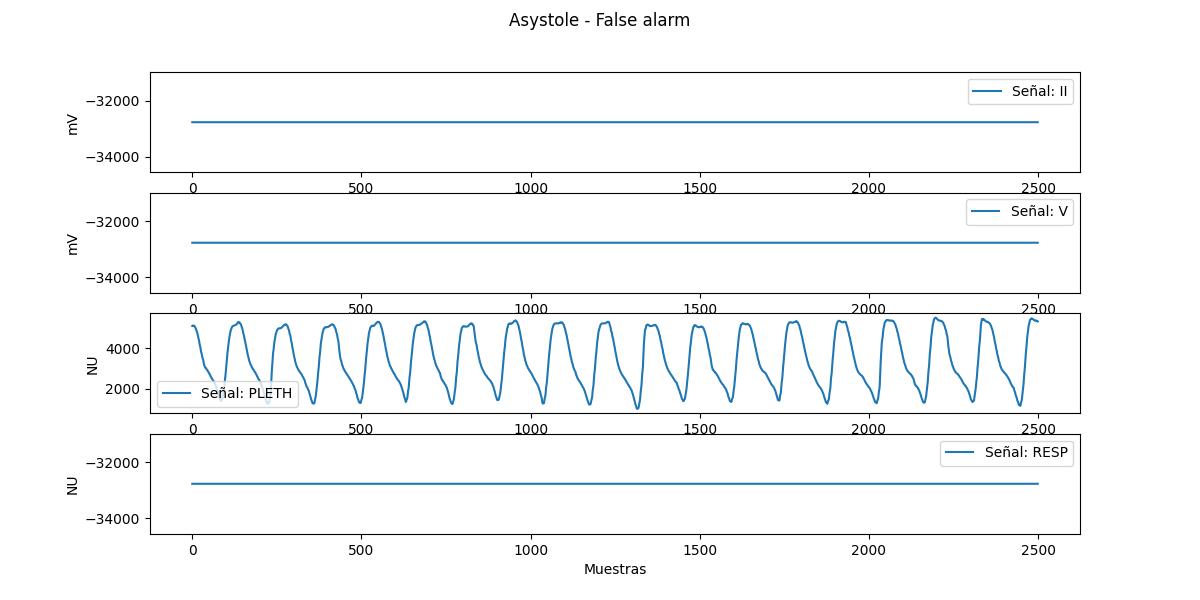 Asystole - False alarm
mV
−32000
−34000
Señal: II
0 500 1000 1500 2000 2500
mV
−32000
−34000
Señal: V
0 500 1000 1500 2000 2500
NU
4000
2000
Señal: PLETH
0 500 1000 1500 2000 2500
NU
−32000
−34000
Señal: RESP
0 500 1000 1500 2000 2500
Muestras